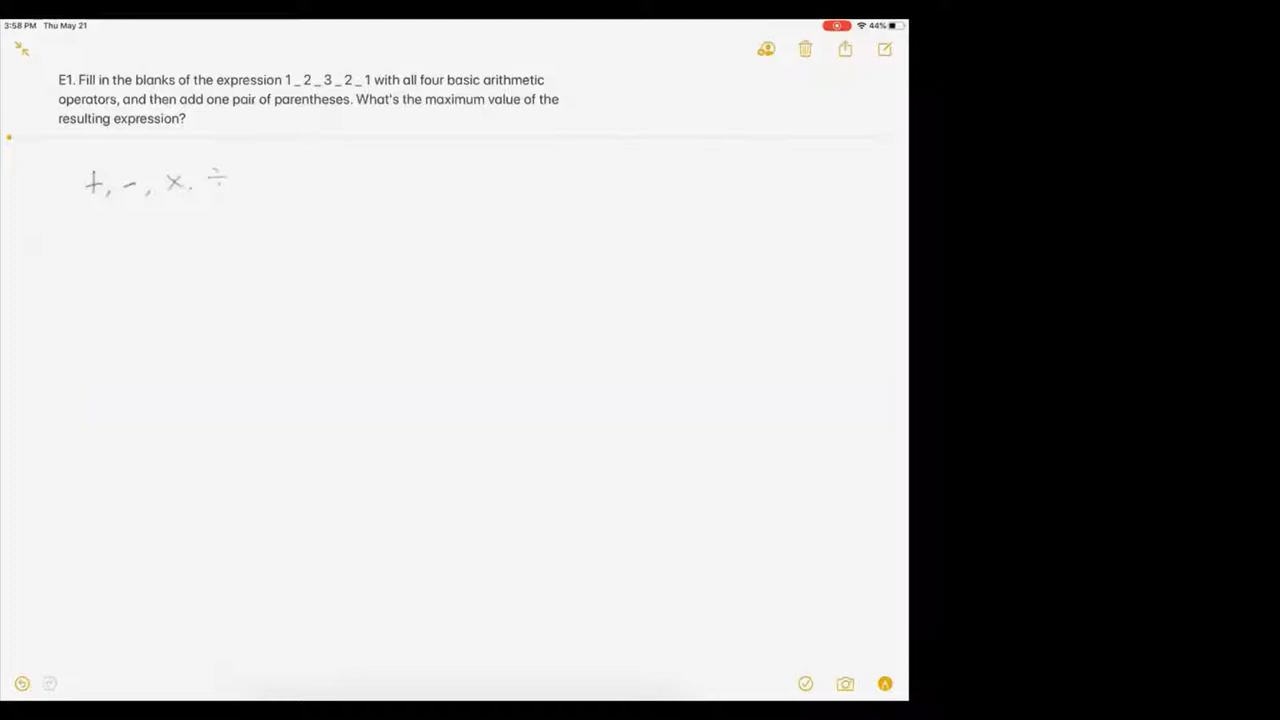 3:58 PM Thu May 21
44%
E1. Fill in the blanks of the expression 1 _ 2 _ 3 _ 2 _ 1 with all four basic arithmetic
operators, and then add one pair of parentheses. What's the maximum value of the
resulting expression?
+, -, ×. ÷